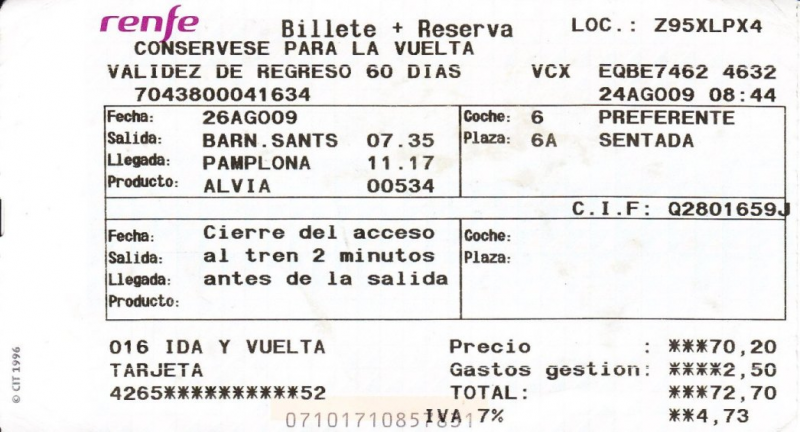 renfe Billete + Reserva LOC.: Z95XLPX4
CONSERVESE PARA LA VUELTA
VALIDEZ DE REGRESO 60 DIAS VCX EQBE7462 4632
7043800041634 24AGO09 08:44
Fecha: 26AGO09 Coche: 6 PREFERENTE
Salida: BARN.SANTS 07.35 Plaza: 6A SENTADA
Llegada: PAMPLONA 11.17
Producto: ALVIA 00534
C.I.F: Q2801659J
Fecha: Cierre del acceso Coche:
Salida: al tren 2 minutos Plaza:
Llegada: antes de la salida
Producto:
016 IDA Y VUELTA Precio : ***70,20
TARJETA Gastos gestion: ****2,50
4265**********52 TOTAL: ***72,70
IVA 7% **4,73
© CIT 1996